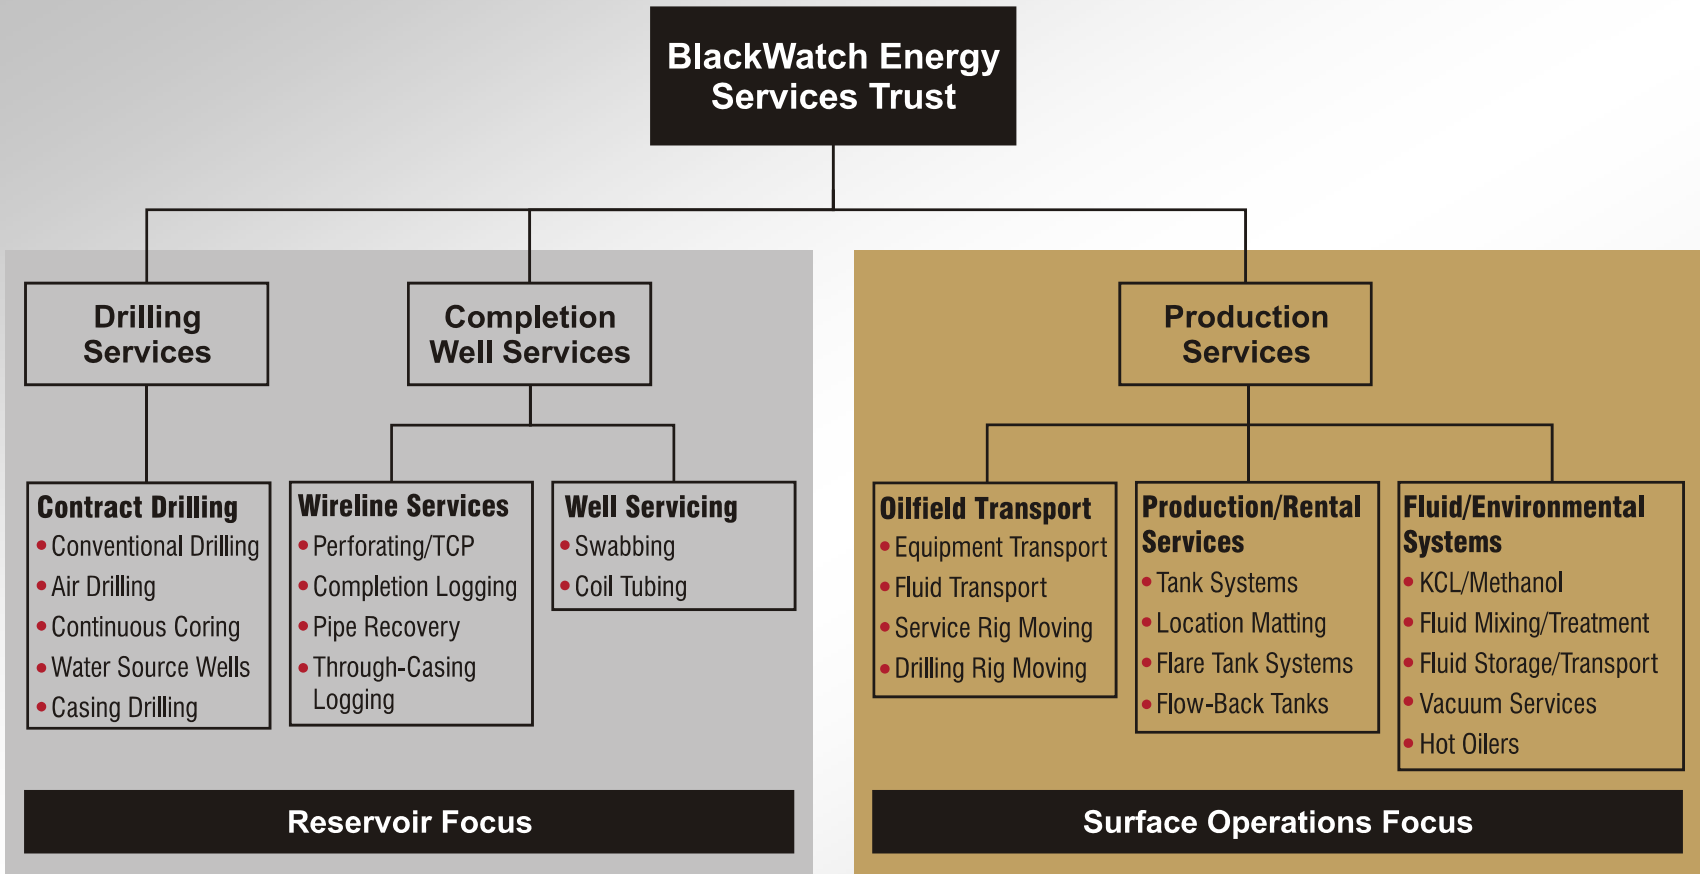 BlackWatch Energy
Services Trust
Drilling
Services
Completion
Well Services
Production
Services
Contract Drilling
• Conventional Drilling
• Air Drilling
• Continuous Coring
• Water Source Wells
• Casing Drilling
Wireline Services
• Perforating/TCP
• Completion Logging
• Pipe Recovery
• Through-Casing
Logging
Well Servicing
• Swabbing
• Coil Tubing
Oilfield Transport
• Equipment Transport
• Fluid Transport
• Service Rig Moving
• Drilling Rig Moving
Production/Rental
Services
• Tank Systems
• Location Matting
• Flare Tank Systems
• Flow-Back Tanks
Fluid/Environmental
Systems
• KCL/Methanol
• Fluid Mixing/Treatment
• Fluid Storage/Transport
• Vacuum Services
• Hot Oilers
Reservoir Focus
Surface Operations Focus